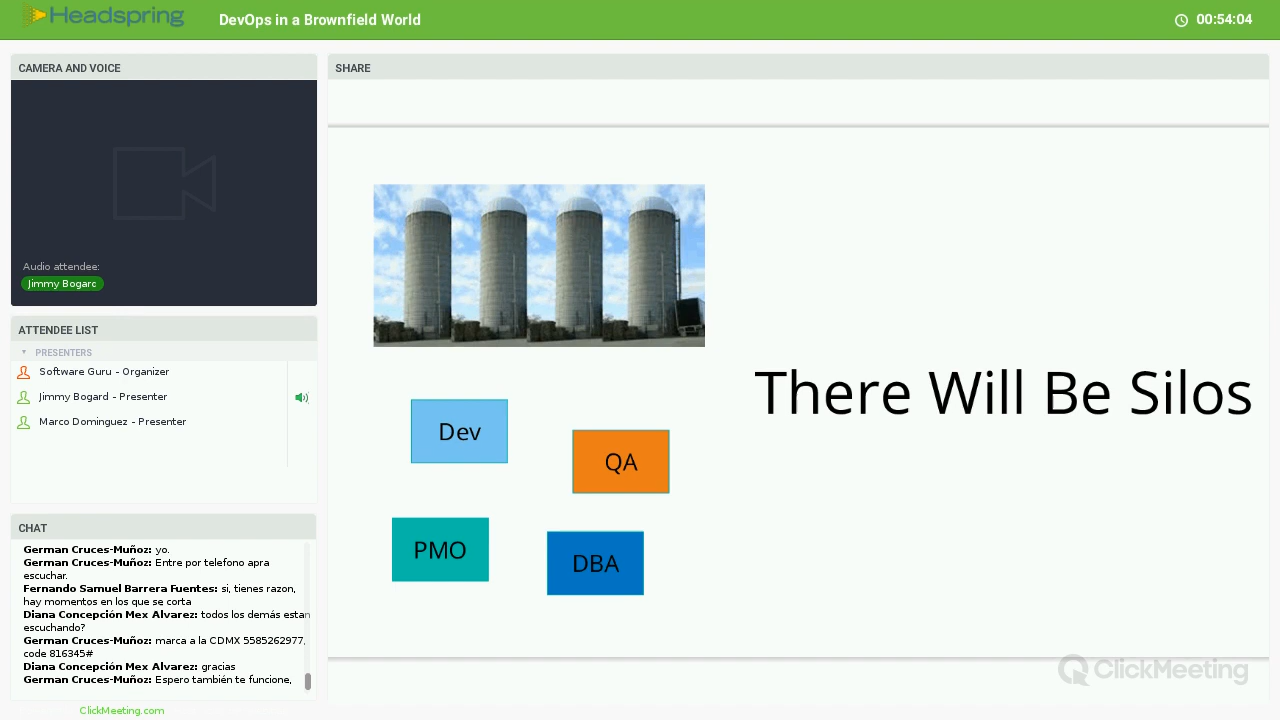 Headspring
DevOps in a Brownfield World
00:54:04
CAMERA AND VOICE
Audio attendee:
Jimmy Bogarc
ATTENDEE LIST
PRESENTERS
Software Guru - Organizer
Jimmy Bogard - Presenter
Marco Dominguez - Presenter
CHAT
German Cruces-Muñoz: yo.
German Cruces-Muñoz: Entre por telefono apra
escuchar.
Fernando Samuel Barrera Fuentes: si, tienes razon,
hay momentos en los que se corta
Diana Concepción Mex Alvarez: todos los demás estan
escuchando?
German Cruces-Muñoz: marca a la CDMX 5585262977,
code 816345#
Diana Concepción Mex Alvarez: gracias
German Cruces-Muñoz: Espero también te funcione,
ClickMeeting.com
SHARE
There Will Be Silos
Dev
QA
PMO
DBA
ClickMeeting